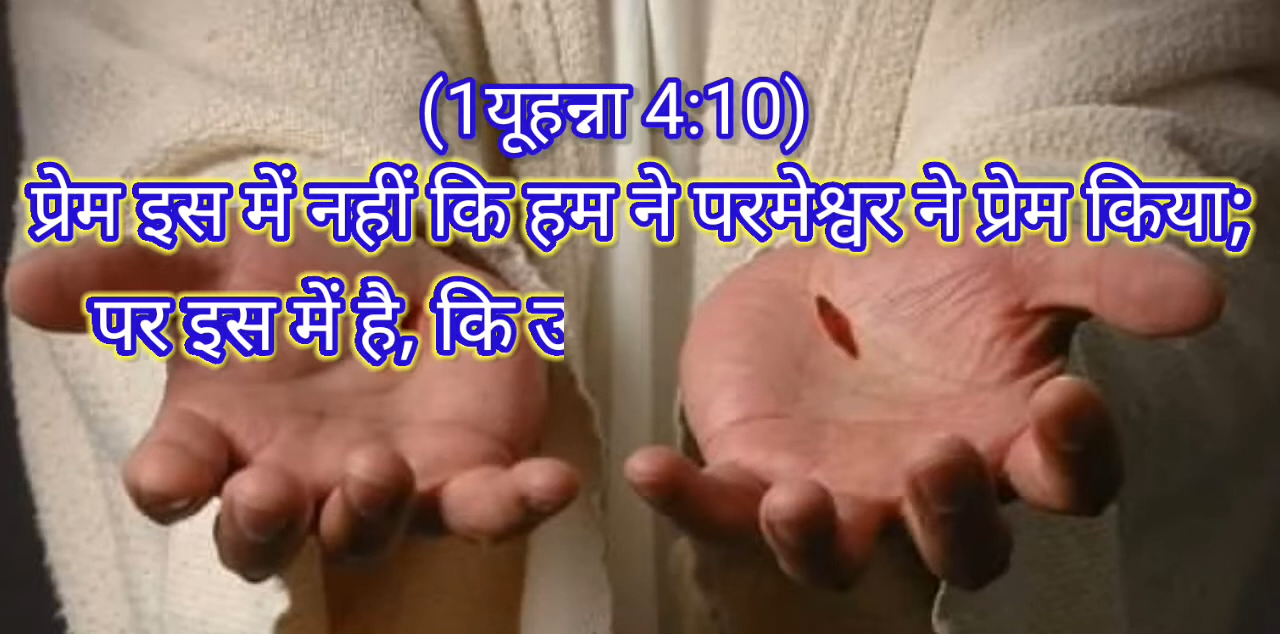 (1यूहन्ना 4:10)
प्रेम इस में नहीं कि हम ने परमेश्वर ने प्रेम किया;
पर इस में है, कि